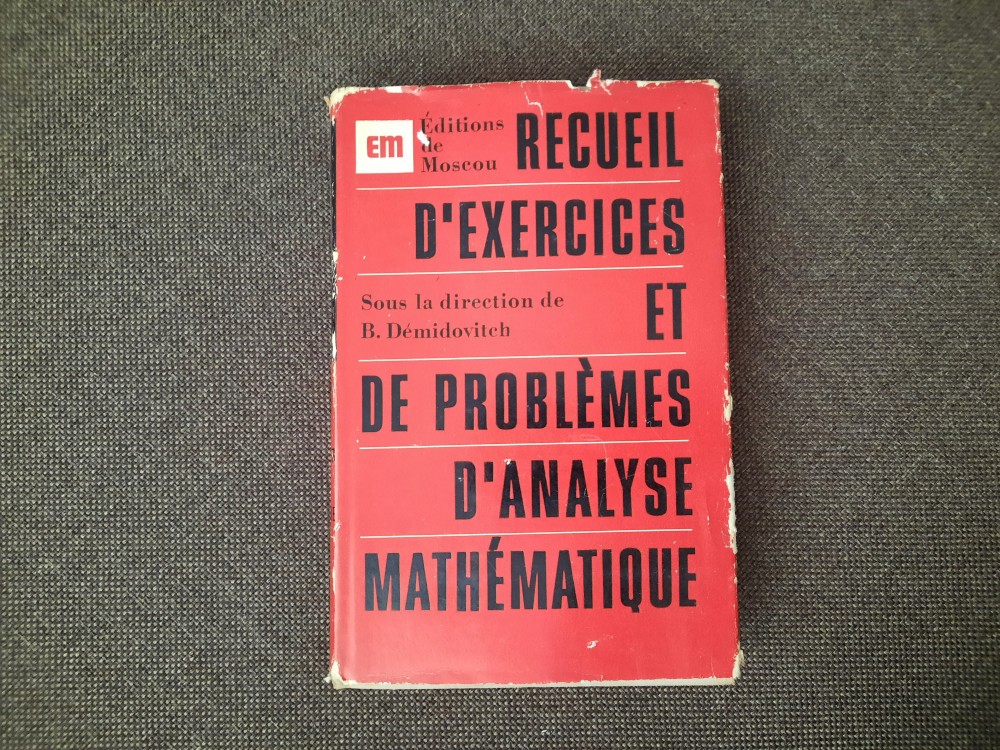 EM
Éditions
de
Moscou
RECUEIL
D'EXERCICES
Sous la direction de
B. Démidovitch
ET
DE PROBLÈMES
D'ANALYSE
MATHÉMATIQUE